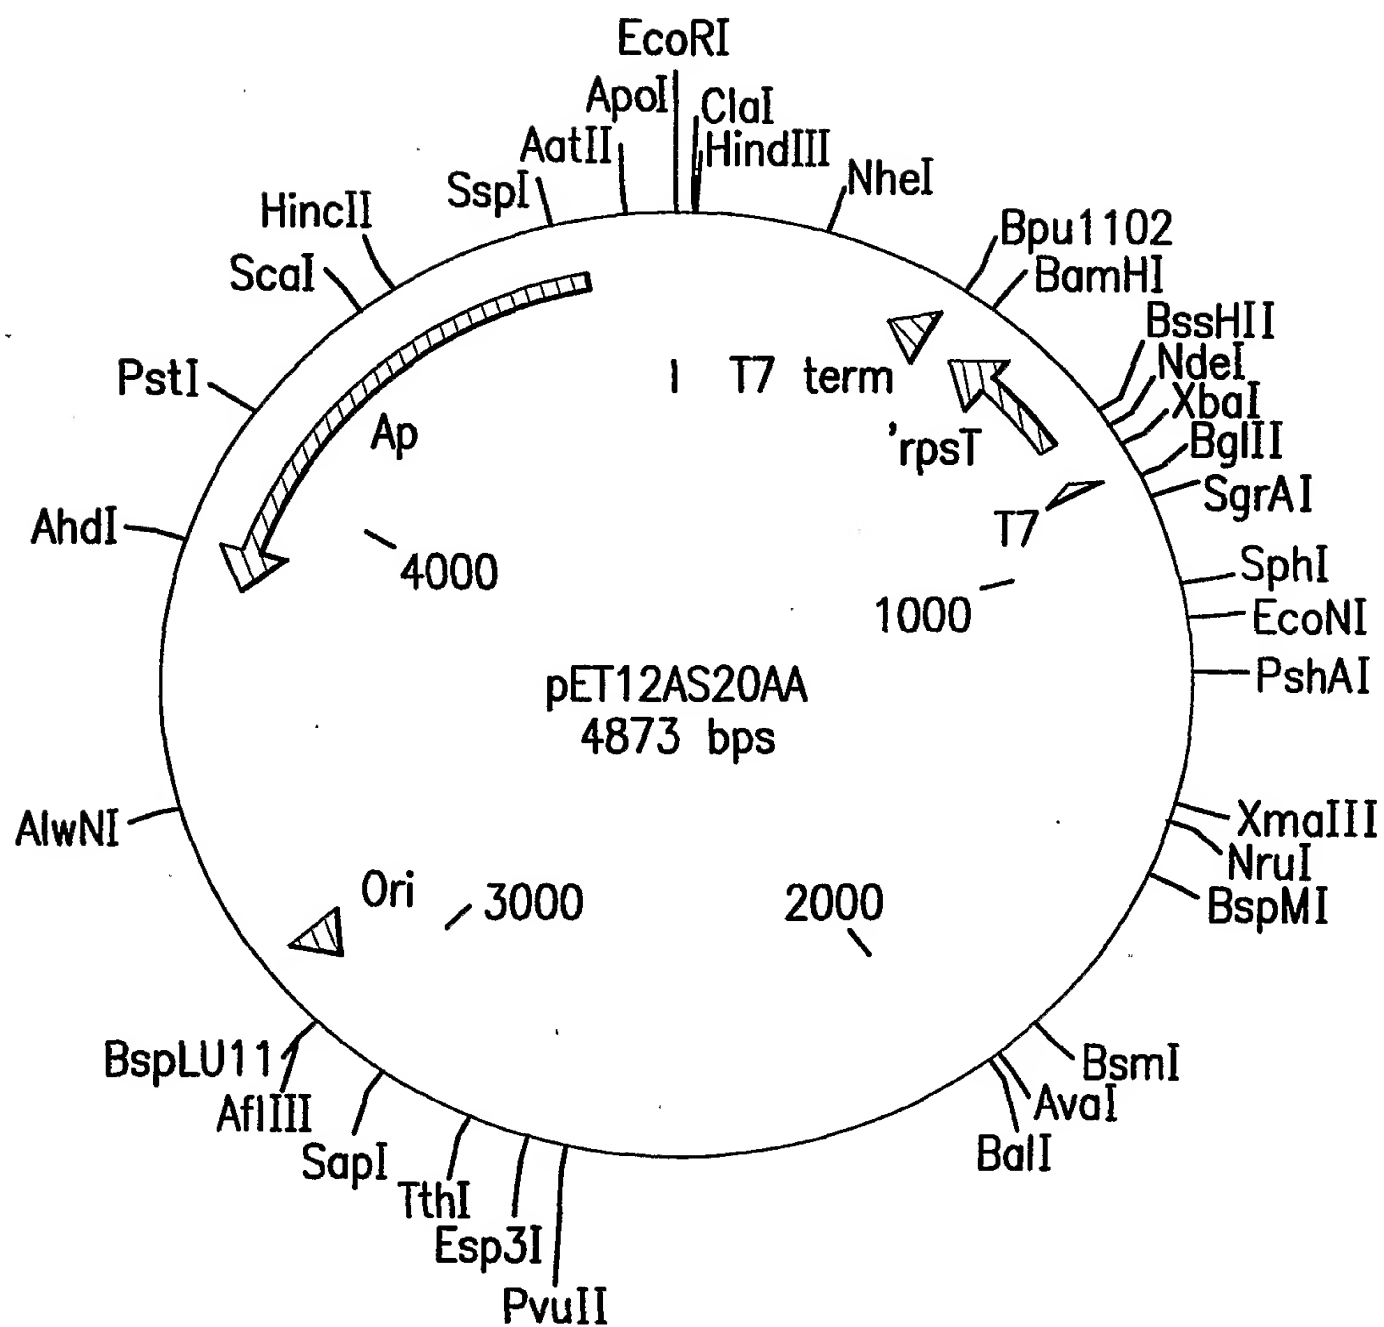 EcoRI
ApoI
ClaI
AatII
HindIII
SspI
NheI
HincII
Bpu1102
ScaI
BamHI
BssHII
NdeI
PstI
I T7 term
XbaI
Ap
'rpsT
BglII
SgrAI
AhdI
T7
4000
SphI
1000
EcoNI
pET12AS20AA
PshAI
4873 bps
AlwNI
XmaIII
NruI
Ori
3000
2000
BspMI
BspLU11
BsmI
AflIII
AvaI
SapI
BalI
TthI
Esp3I
PvuII